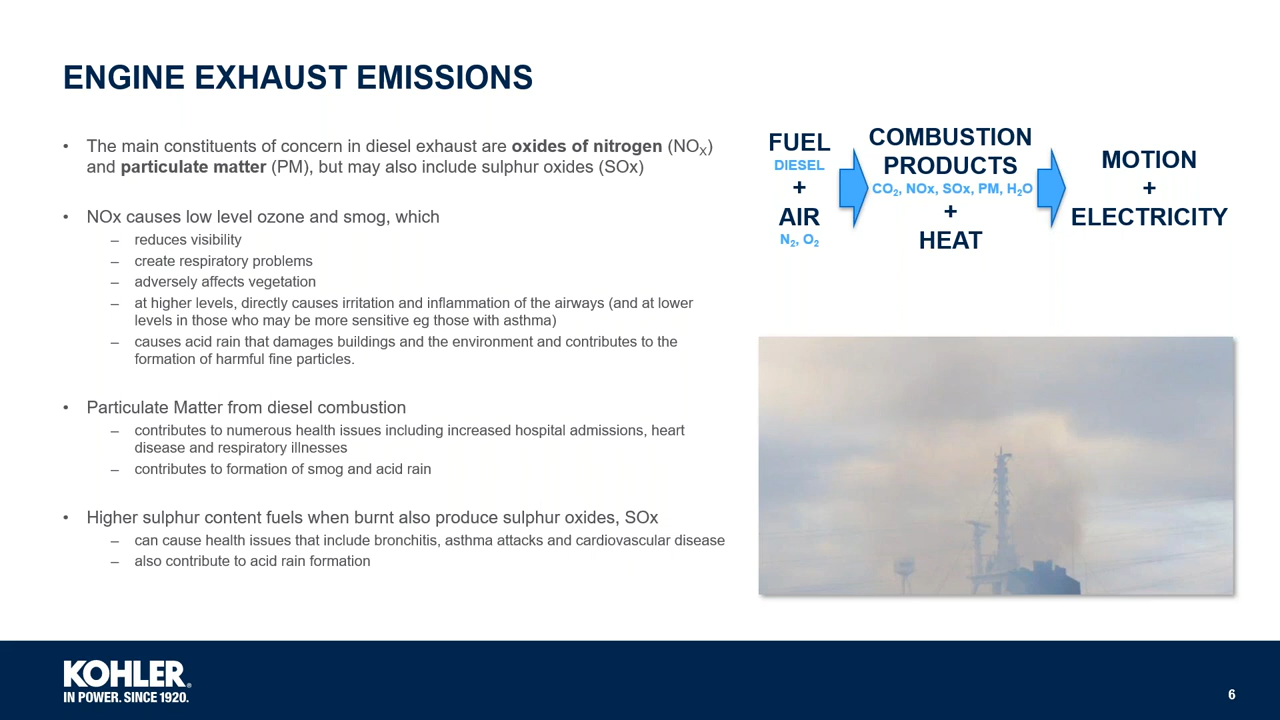 ENGINE EXHAUST EMISSIONS
• The main constituents of concern in diesel exhaust are oxides of nitrogen (NOX)
and particulate matter (PM), but may also include sulphur oxides (SOx)
• NOx causes low level ozone and smog, which
– reduces visibility
– create respiratory problems
– adversely affects vegetation
– at higher levels, directly causes irritation and inflammation of the airways (and at lower
levels in those who may be more sensitive eg those with asthma)
– causes acid rain that damages buildings and the environment and contributes to the
formation of harmful fine particles.
• Particulate Matter from diesel combustion
– contributes to numerous health issues including increased hospital admissions, heart
disease and respiratory illnesses
– contributes to formation of smog and acid rain
• Higher sulphur content fuels when burnt also produce sulphur oxides, SOx
– can cause health issues that include bronchitis, asthma attacks and cardiovascular disease
– also contribute to acid rain formation
FUEL
DIESEL
+
AIR
N2, O2
COMBUSTION
PRODUCTS
CO2, NOx, SOx, PM, H2O
+
HEAT
MOTION
+
ELECTRICITY
KOHLER®
IN POWER. SINCE 1920.
6